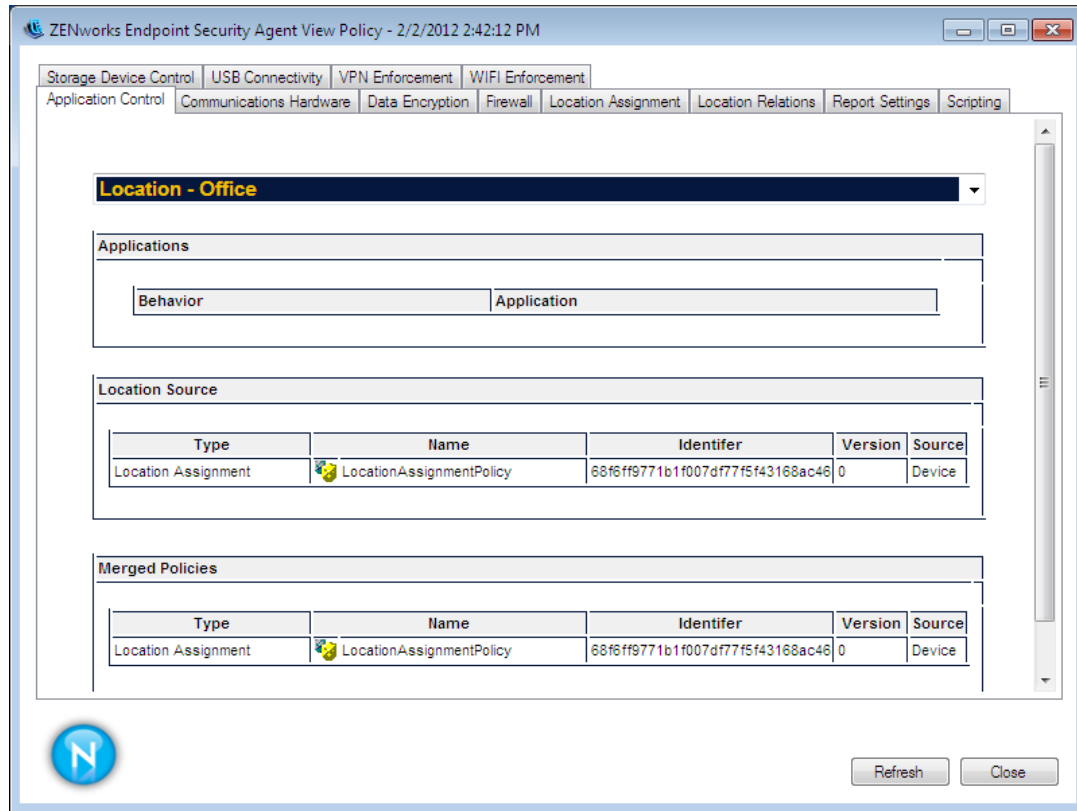 ZENworks Endpoint Security Agent View Policy - 2/2/2012 2:42:12 PM
Storage Device Control USB Connectivity VPN Enforcement WIFI Enforcement
Application Control Communications Hardware Data Encryption Firewall Location Assignment Location Relations Report Settings Scripting
Location - Office
Applications
Behavior Application
Location Source
Type Name Identifer Version Source
Location Assignment LocationAssignmentPolicy 68f6ff9771b1f007df77f5f43168ac46 0 Device
Merged Policies
Type Name Identifer Version Source
Location Assignment LocationAssignmentPolicy 68f6ff9771b1f007df77f5f43168ac46 0 Device
N
Refresh Close